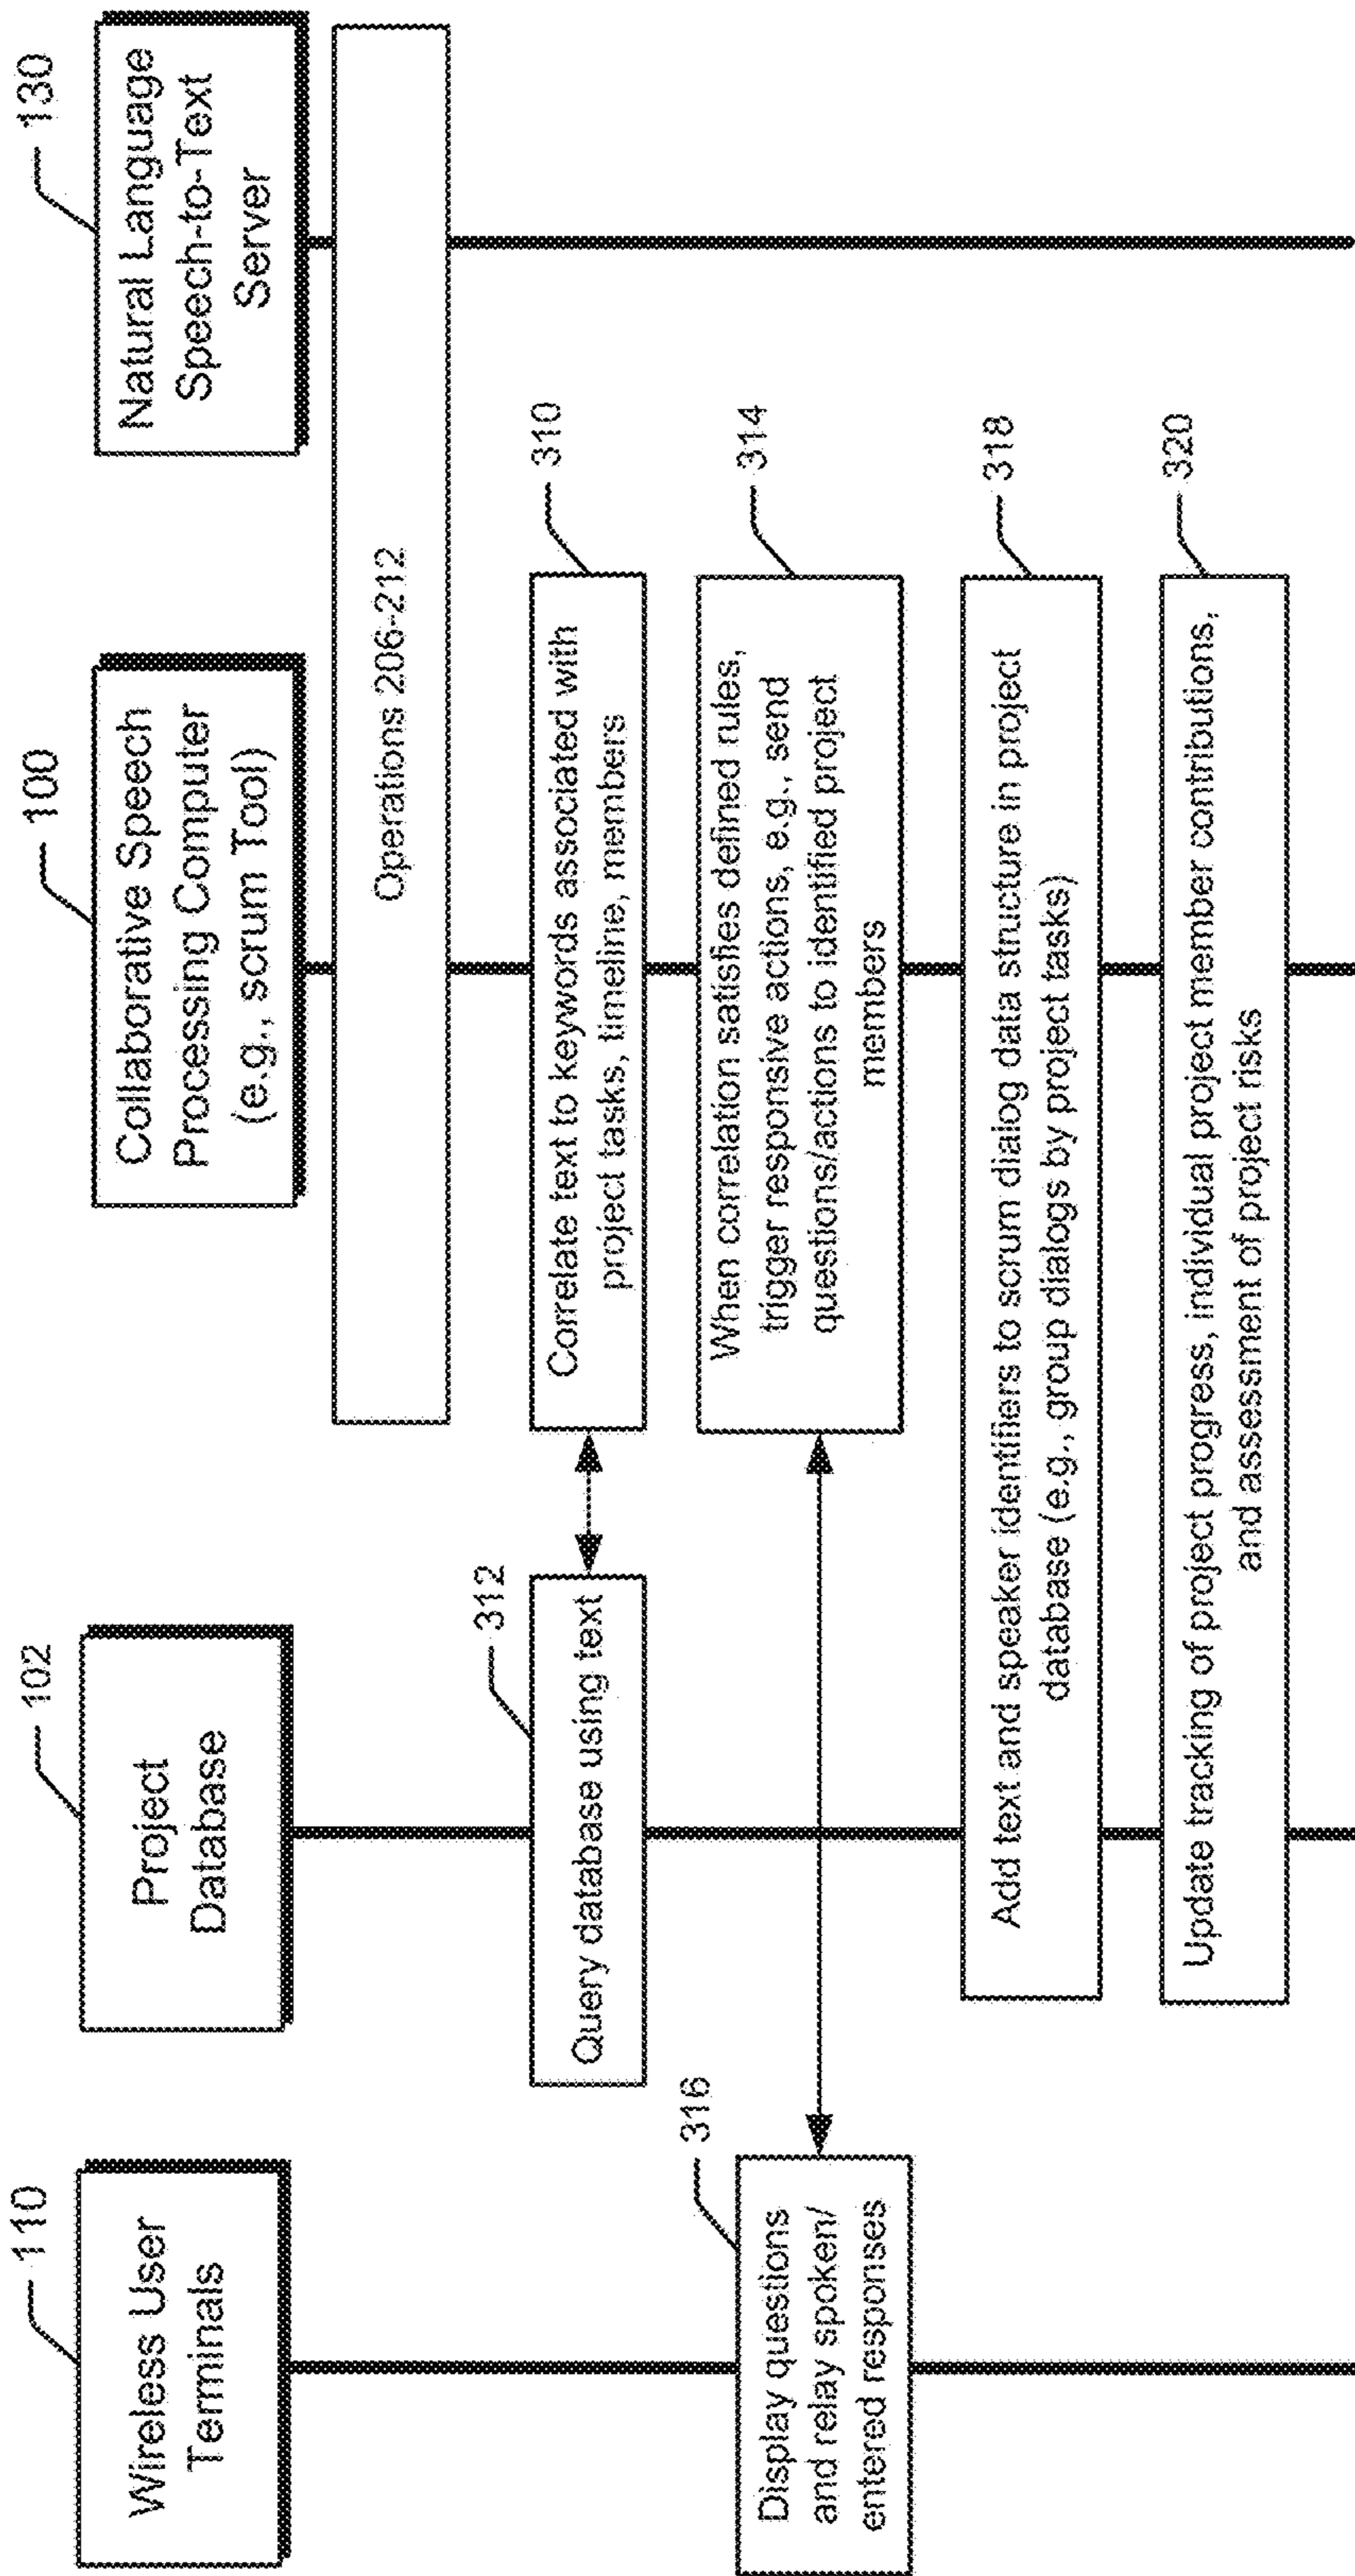 110
Wireless User
Terminals
102
Project
Database
100
Collaborative Speech
Processing Computer
(e.g., scrum Tool)
130
Natural Language
Speech-to-Text
Server
Operations 206-212
312
Query database using text
310
Correlate text to keywords associated with
project tasks, timeline, members
316
Display questions
and relay spoken/
entered responses
314
When correlation satisfies defined rules,
trigger responsive actions, e.g., send
questions/actions to identified project
members
318
Add text and speaker identifiers to scrum dialog data structure in project
database (e.g., group dialogs by project tasks)
320
Update tracking of project progress, individual project member contributions,
and assessment of project risks